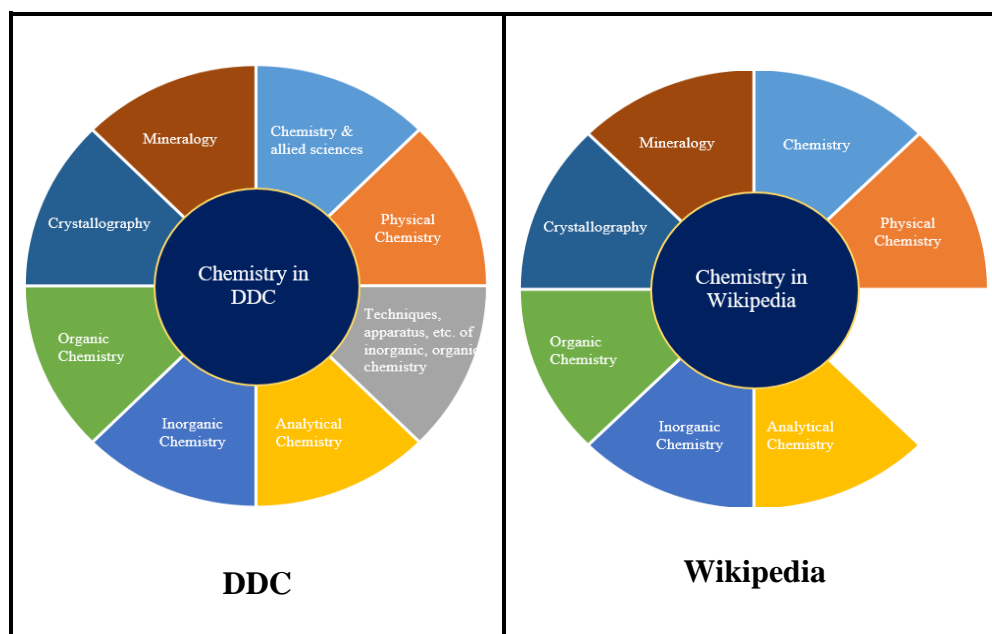 Mineralogy
Chemistry &
allied sciences
Crystallography
Physical
Chemistry
Chemistry in
DDC
Techniques,
apparatus, etc. of
inorganic, organic
chemistry
Organic
Chemistry
Inorganic
Chemistry
Analytical
Chemistry
DDC
Mineralogy
Chemistry
Crystallography
Physical
Chemistry
Chemistry in
Wikipedia
Organic
Chemistry
Inorganic
Chemistry
Analytical
Chemistry
Wikipedia